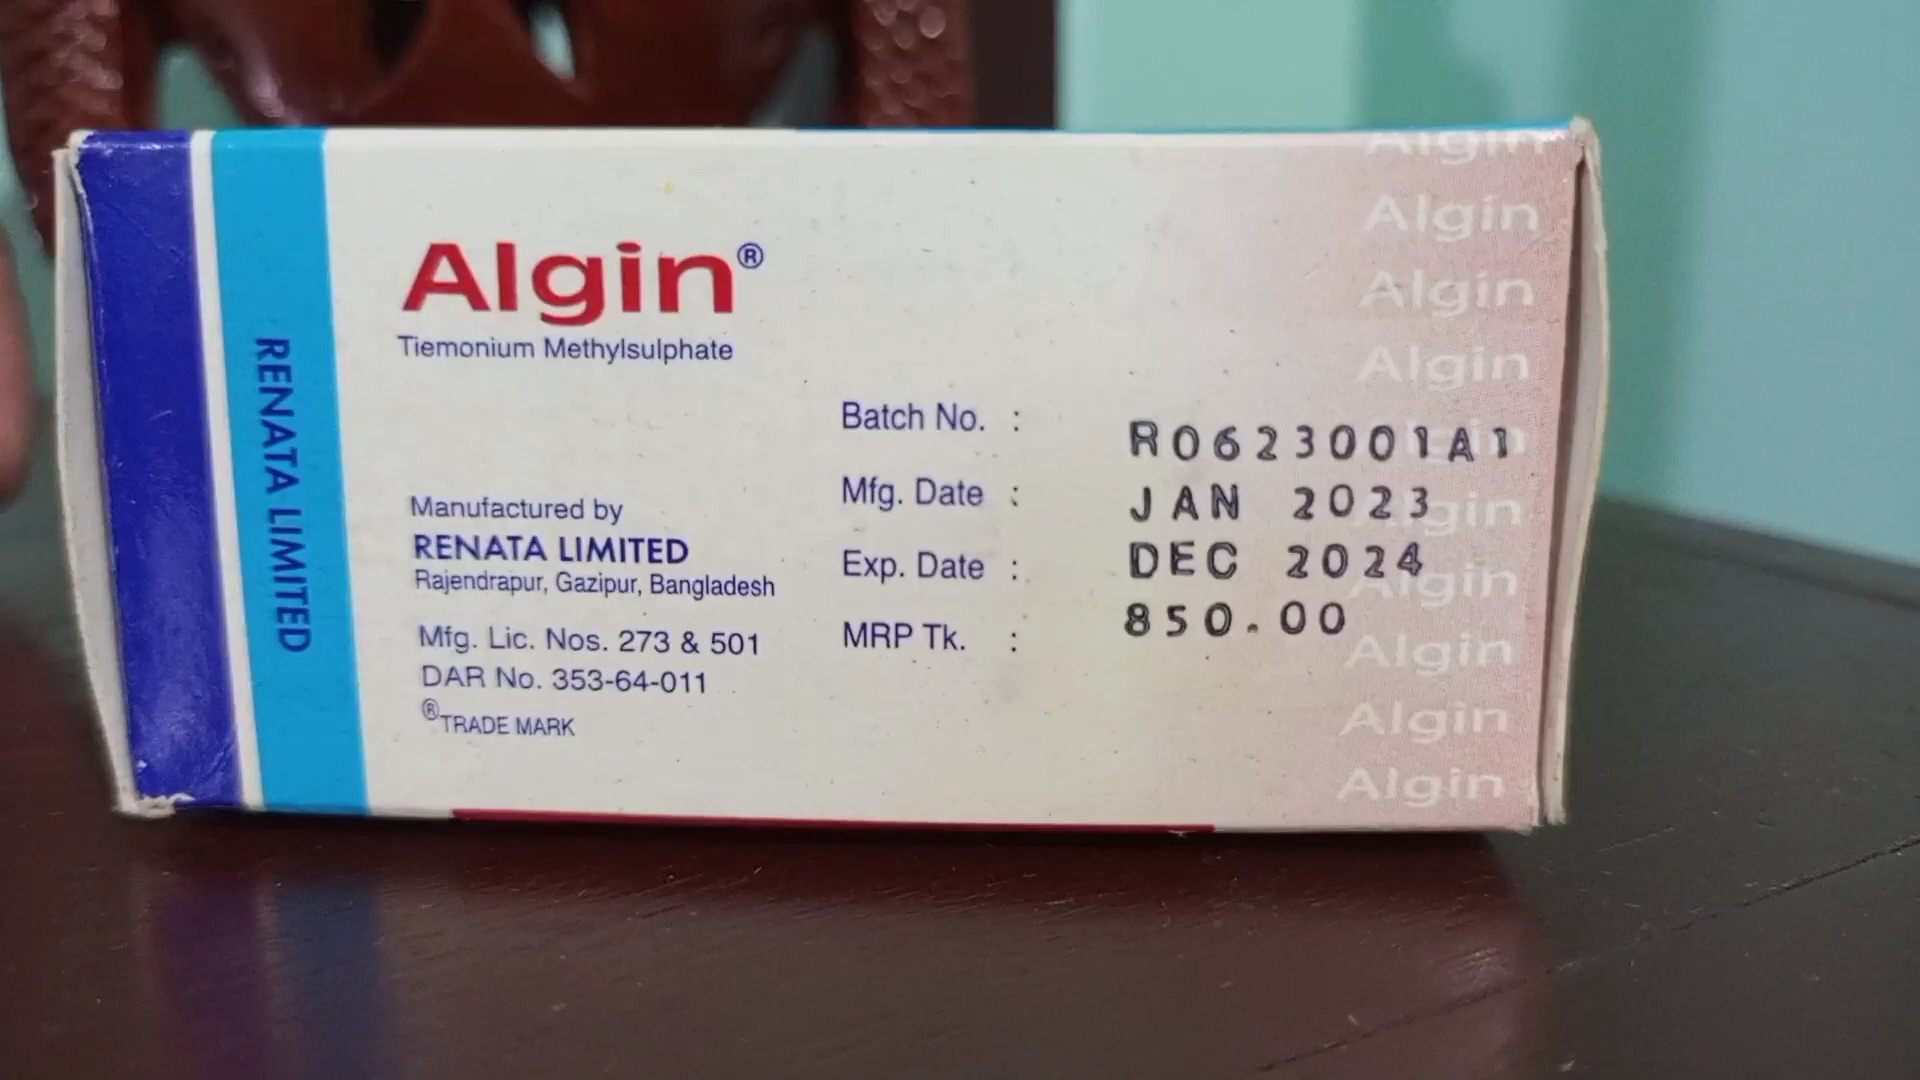 Algin®
Tiemonium Methylsulphate
RENATA LIMITED
Manufactured by
RENATA LIMITED
Rajendrapur, Gazipur, Bangladesh
Mfg. Lic. Nos. 273 & 501
DAR No. 353-64-011
®TRADE MARK
Batch No. : R0623001A1
Mfg. Date : JAN 2023
Exp. Date : DEC 2024
MRP Tk. : 850.00
Algin
Algin
Algin
Algin
Algin
Algin
Algin
Algin
Algin
Algin